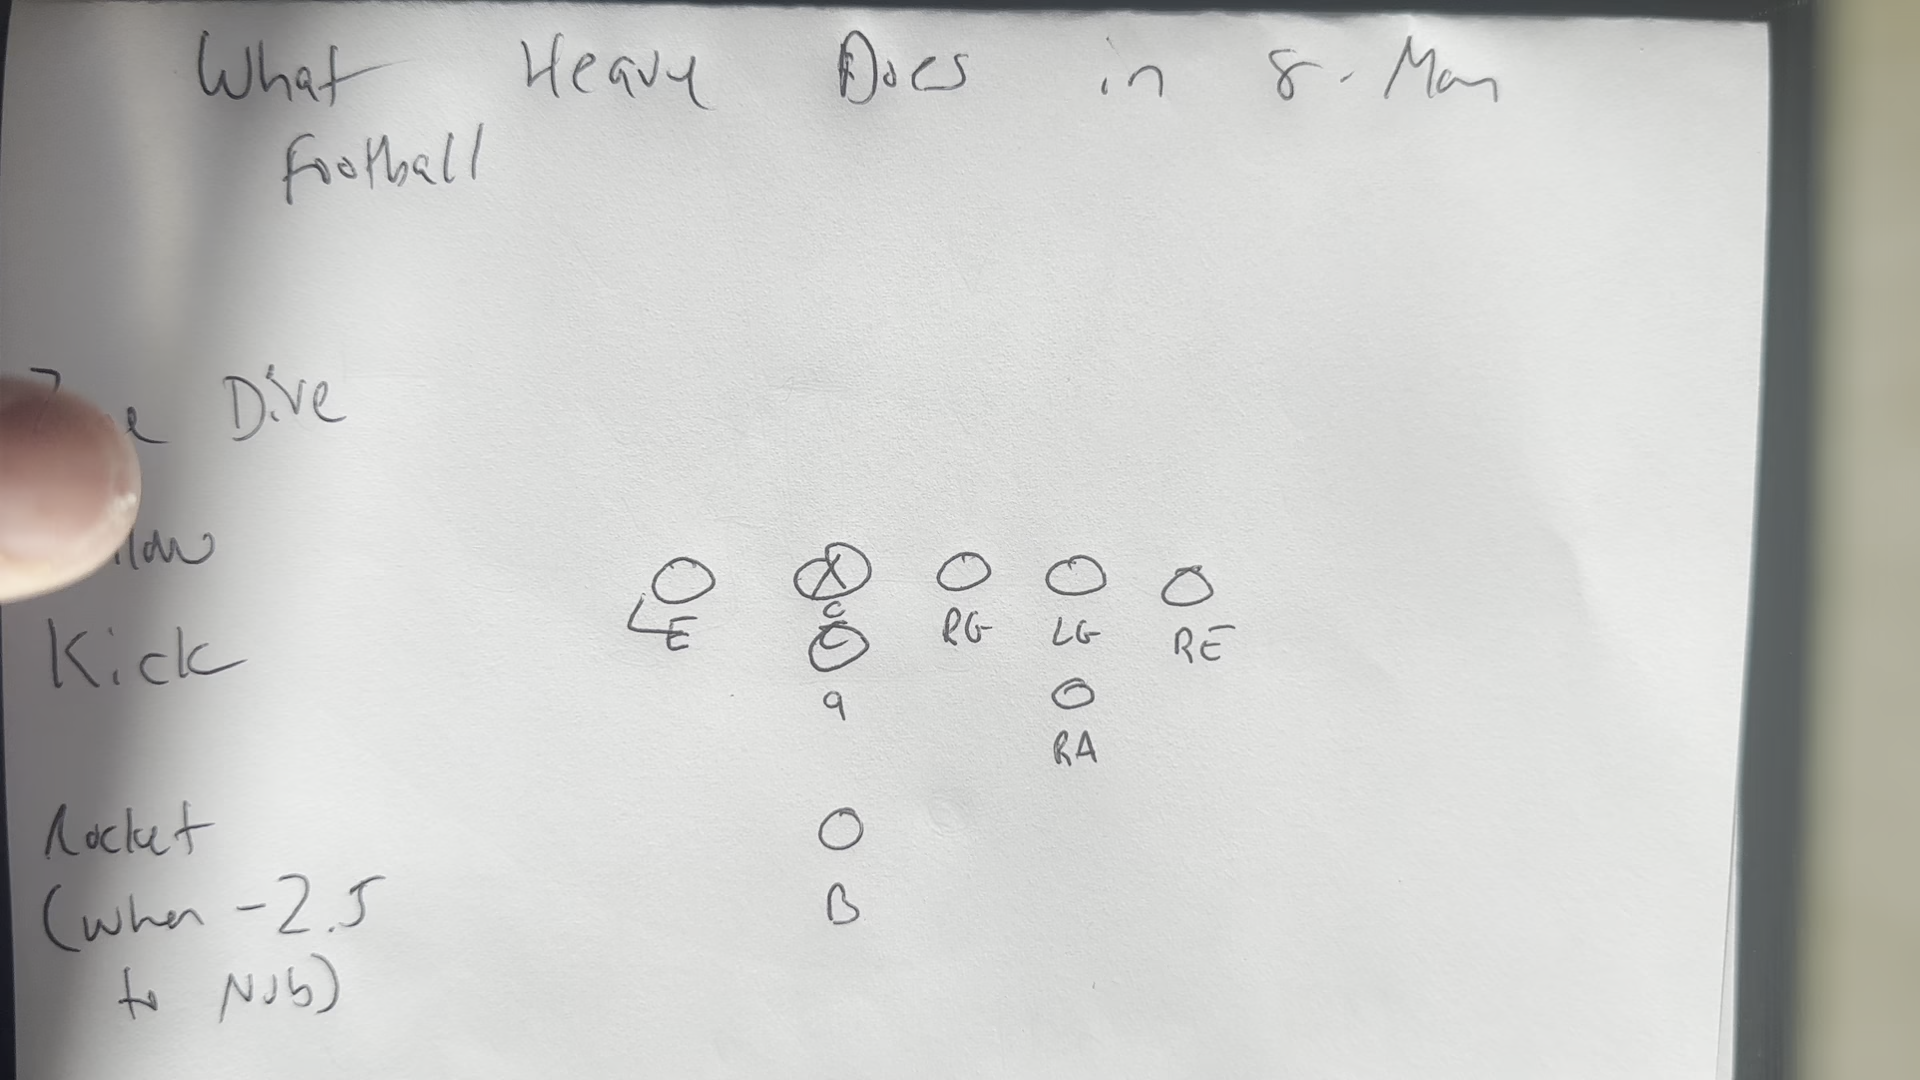 What Heavy Does in 8-Man
Football
Dive
Kick
Rocket
(when -2.5
to Nub)
LE C RG LG RE
q RA
B